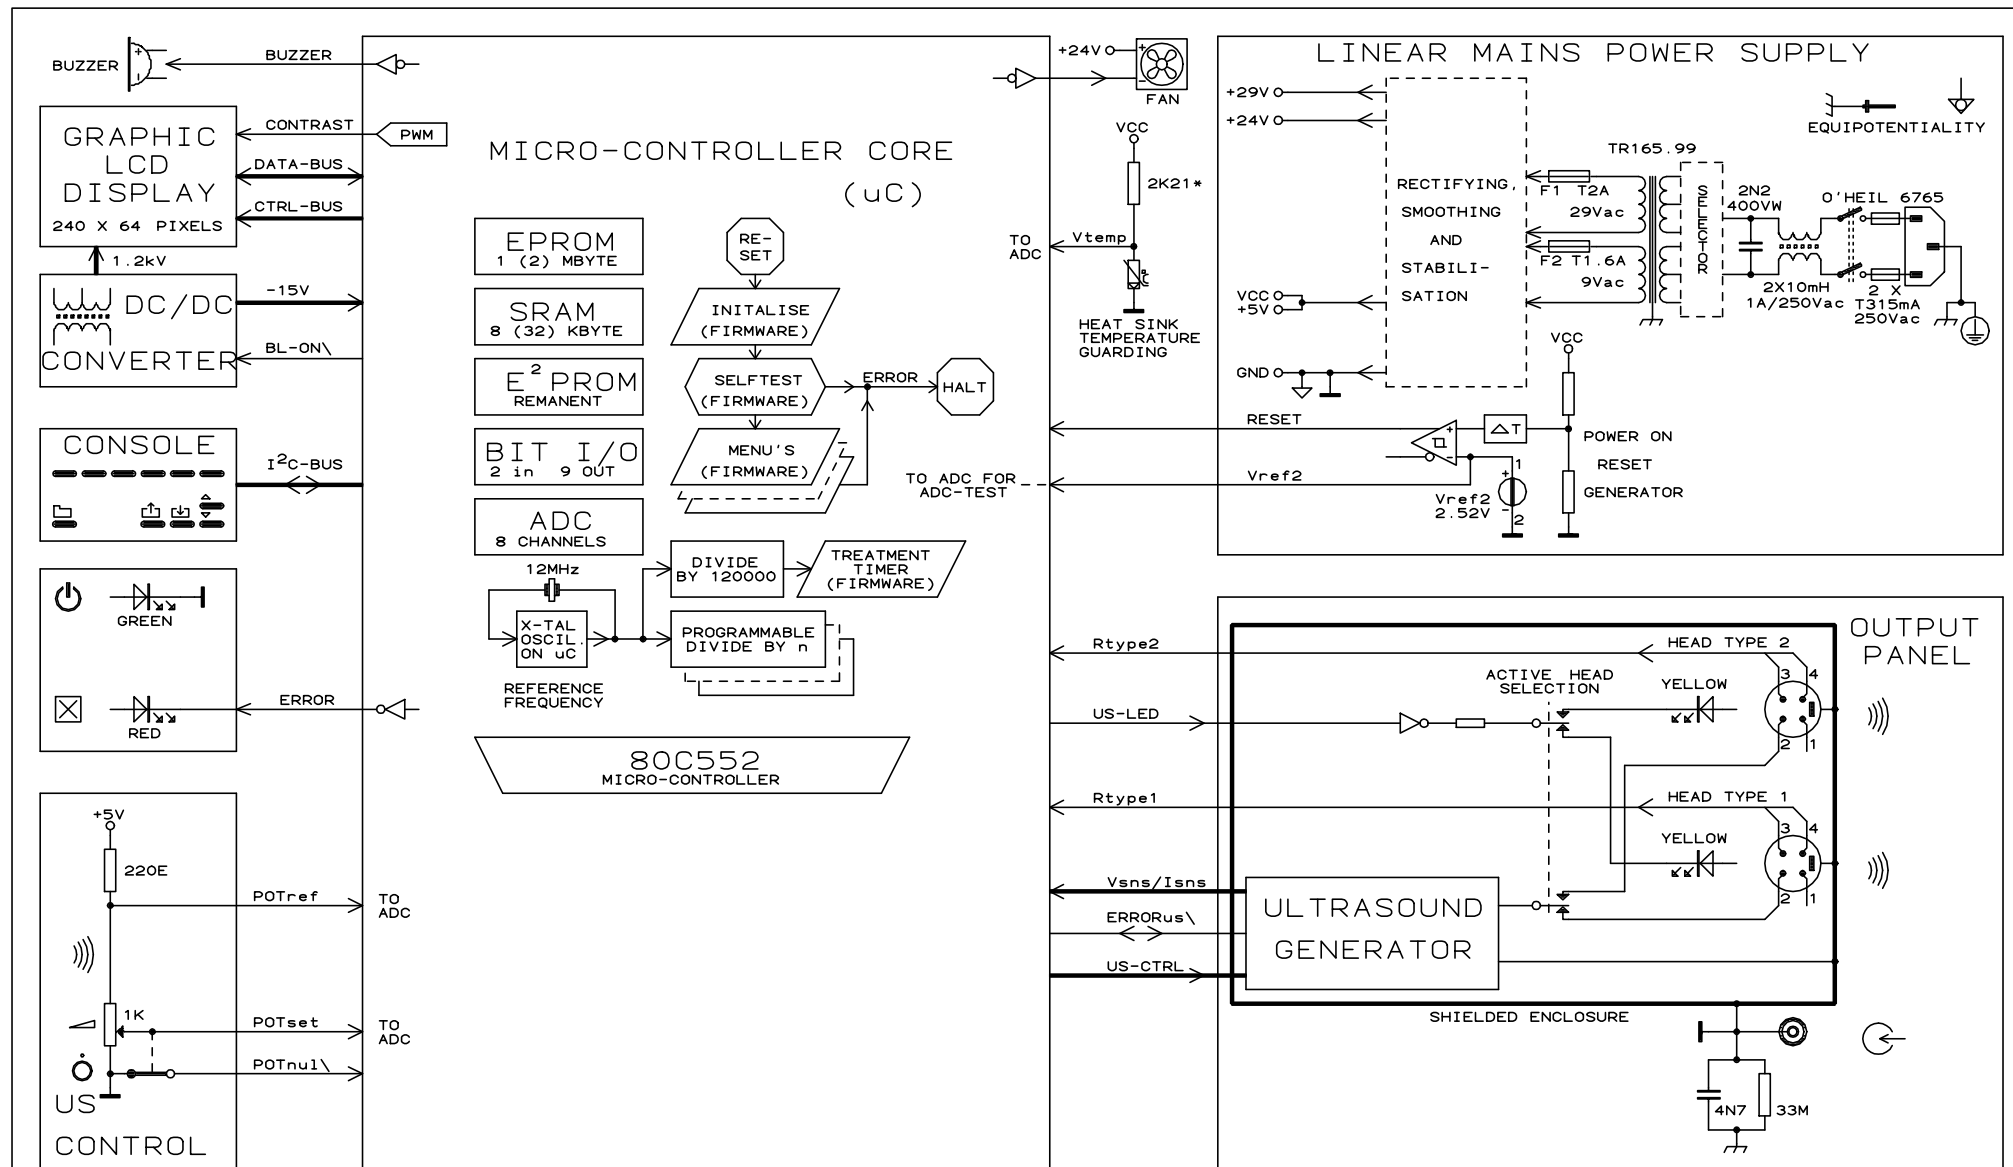 BUZZER
BUZZER
GRAPHIC
LCD
DISPLAY
240 X 64 PIXELS
CONTRAST
PWM
DATA-BUS
CTRL-BUS
1.2kV
DC/DC
CONVERTER
-15V
BL-ON\
CONSOLE
I²C-BUS
GREEN
RED
ERROR
+5V
220E
POTref
TO
ADC
1K
POTset
TO
ADC
POTnul\
US
CONTROL
MICRO-CONTROLLER CORE
(uC)
EPROM
1 (2) MBYTE
SRAM
8 (32) KBYTE
E² PROM
REMANENT
BIT I/O
2 in 9 OUT
ADC
8 CHANNELS
RE-
SET
INITALISE
(FIRMWARE)
SELFTEST
(FIRMWARE)
ERROR
HALT
MENU'S
(FIRMWARE)
12MHz
X-TAL
OSCIL.
ON uC
REFERENCE
FREQUENCY
DIVIDE
BY 120000
TREATMENT
TIMER
(FIRMWARE)
PROGRAMMABLE
DIVIDE BY n
80C552
MICRO-CONTROLLER
+24V
+
-
FAN
VCC
2K21*
TO
ADC
Vtemp
°C
HEAT SINK
TEMPERATURE
GUARDING
TO ADC FOR
ADC-TEST
LINEAR MAINS POWER SUPPLY
+29V
+24V
VCC
+5V
GND
RECTIFYING,
SMOOTHING
AND
STABILI-
SATION
F1 T2A
29Vac
F2 T1.6A
9Vac
TR165.99
SELECTOR
2N2
400VW
2X10mH
1A/250Vac
O'HEIL 6765
2 X
T315mA
250Vac
EQUIPOTENTIALITY
RESET
Vref2
+
-
ΔT
VCC
POWER ON
RESET
GENERATOR
Vref2
2.52V
+
1
-
2
OUTPUT
PANEL
Rtype2
HEAD TYPE 2
ACTIVE HEAD
SELECTION
YELLOW
3
4
2
1
US-LED
Rtype1
HEAD TYPE 1
YELLOW
3
4
2
1
Vsns/Isns
ERRORus\
US-CTRL
ULTRASOUND
GENERATOR
SHIELDED ENCLOSURE
4N7
33M